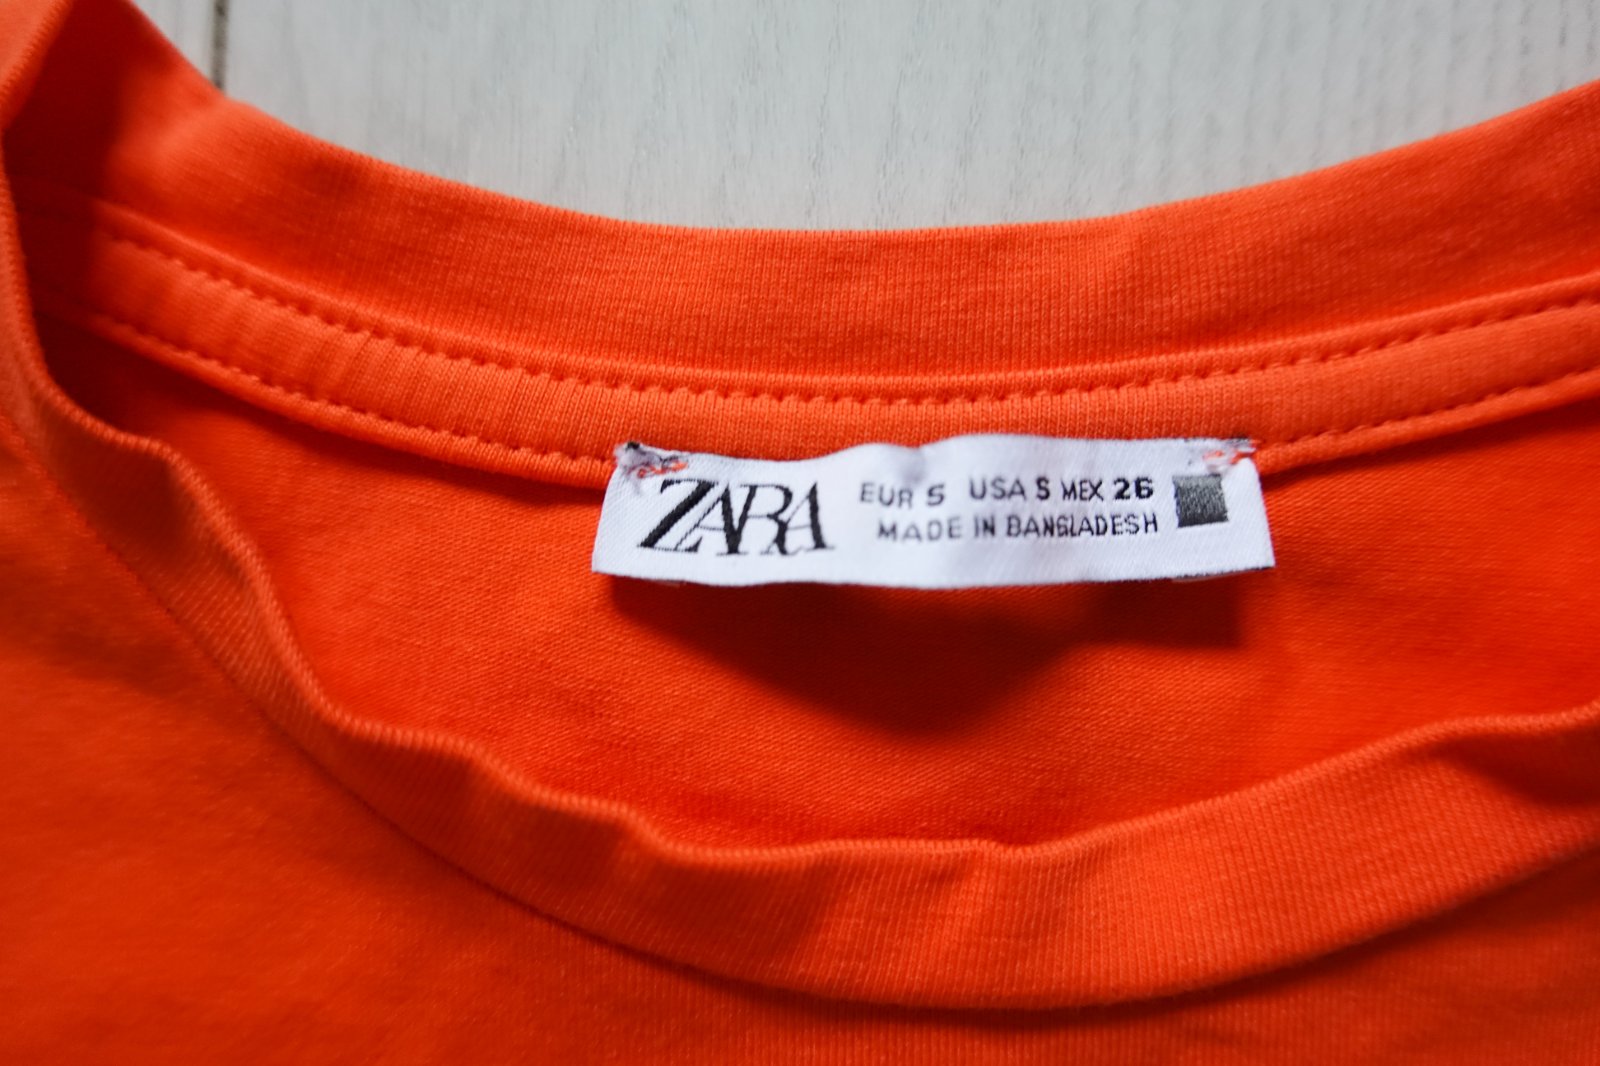 ZARA
EUR S USA S MEX 26
MADE IN BANGLADESH